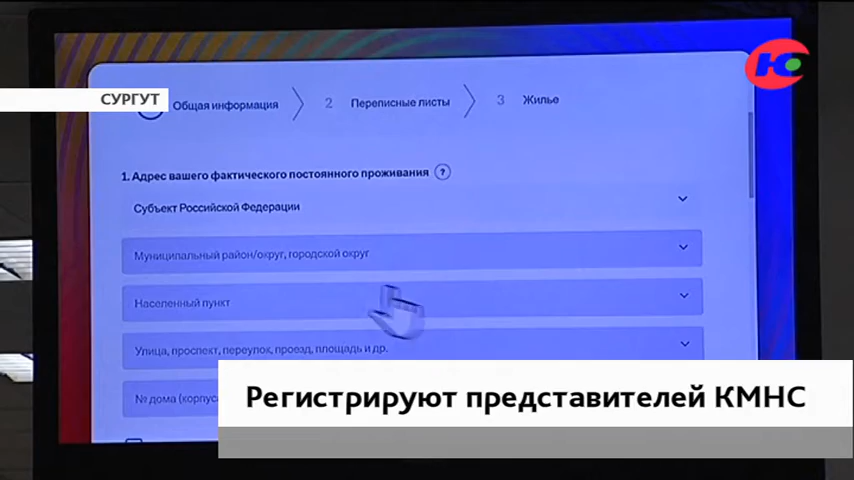 СУРГУТ
Общая информация
2 Переписные листы
3 Жилье
1. Адрес вашего фактического постоянного проживания ?
Субъект Российской Федерации
Муниципальный район/округ, городской округ
Населенный пункт
Улица, проспект, переулок, проезд, площадь и др.
№ дома (корпус
Регистрируют представителей КМНС
Ю